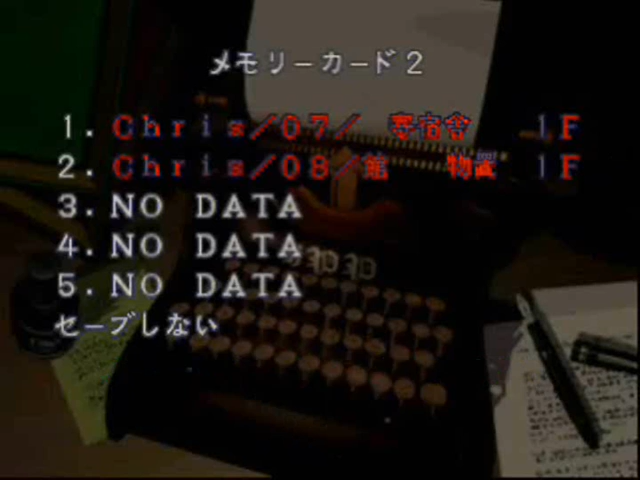 メモリーカード2
1. Chris/07/ 寄宿舎 1F
2. Chris/08/館 物置 1F
3. NO DATA
4. NO DATA
5. NO DATA
セーブしない